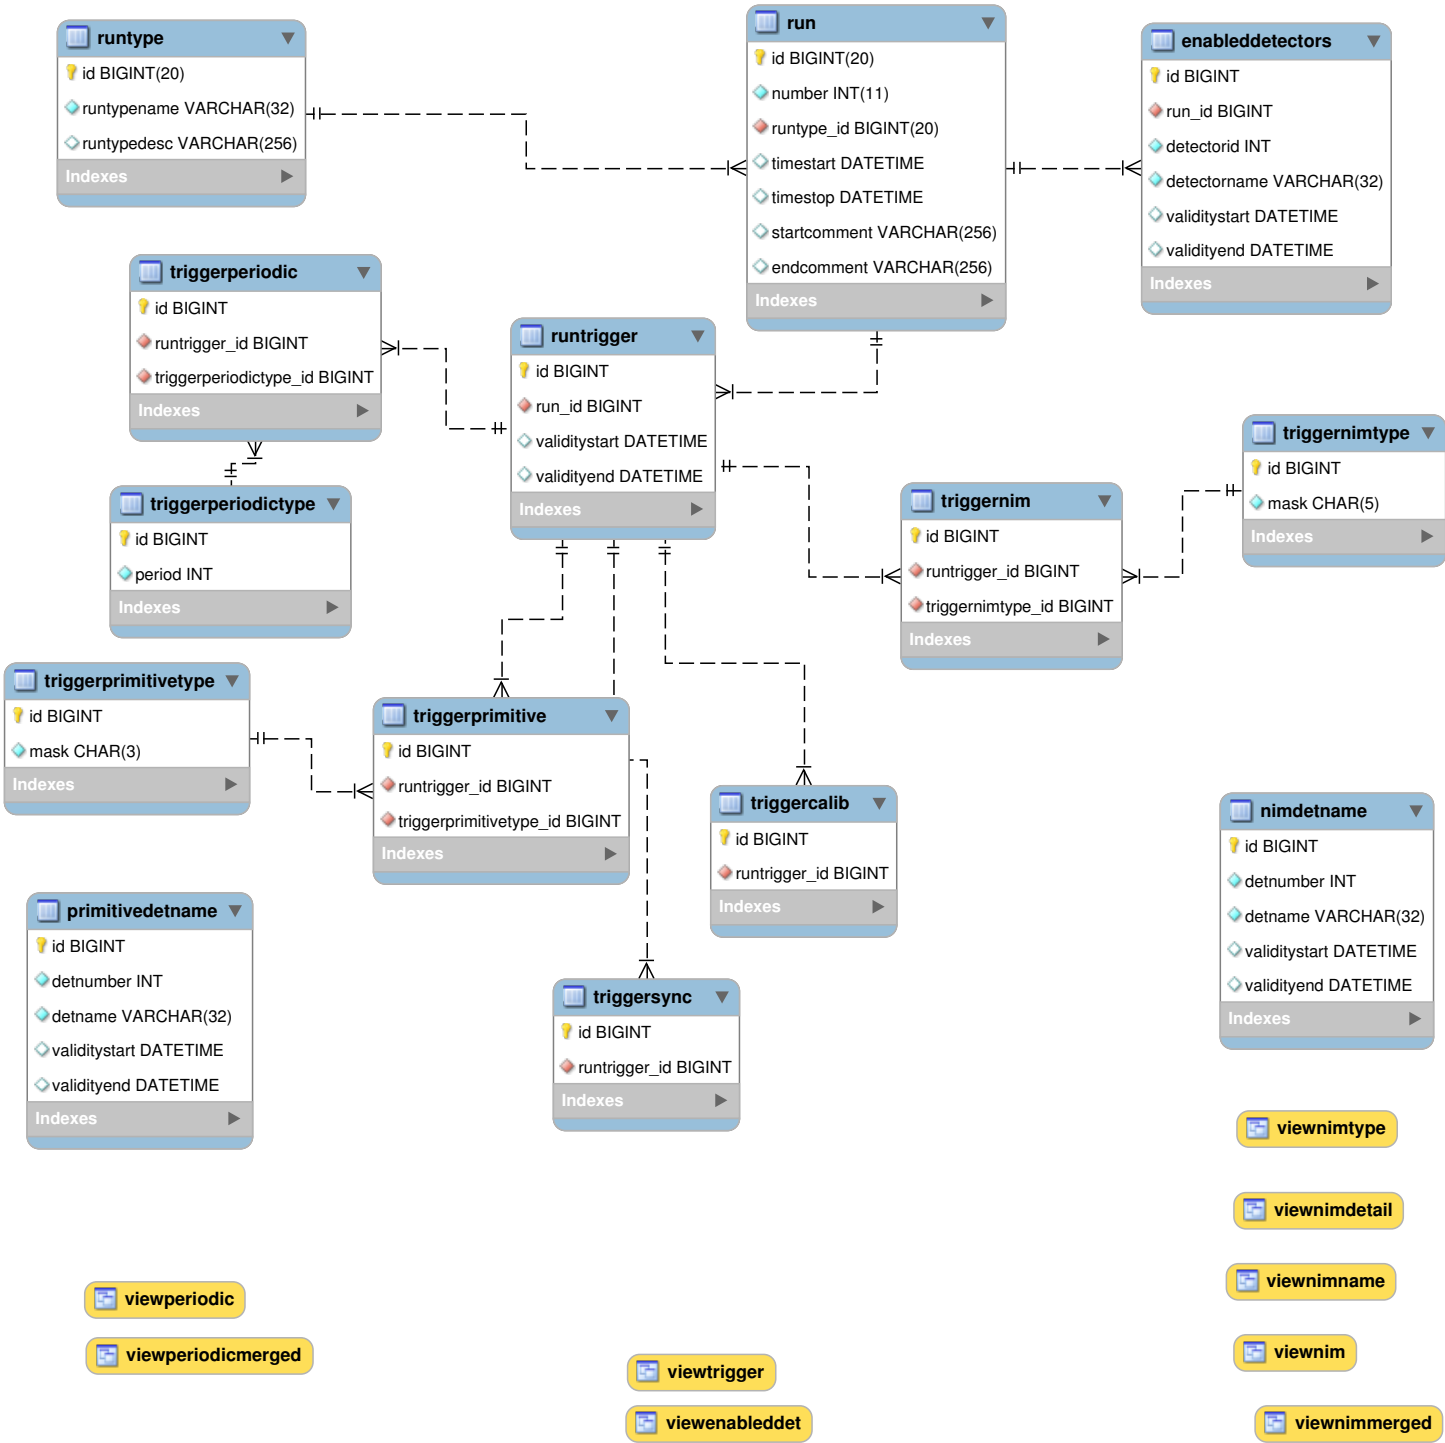 runtype
id BIGINT(20)
runtypename VARCHAR(32)
runtypedesc VARCHAR(256)
Indexes
run
id BIGINT(20)
number INT(11)
runtype_id BIGINT(20)
timestart DATETIME
timestop DATETIME
startcomment VARCHAR(256)
endcomment VARCHAR(256)
Indexes
enableddetectors
id BIGINT
run_id BIGINT
detectorid INT
detectorname VARCHAR(32)
validitystart DATETIME
validityend DATETIME
Indexes
triggerperiodic
id BIGINT
runtrigger_id BIGINT
triggerperiodictype_id BIGINT
Indexes
runtrigger
id BIGINT
run_id BIGINT
validitystart DATETIME
validityend DATETIME
Indexes
triggernimtype
id BIGINT
mask CHAR(5)
Indexes
triggerperiodictype
id BIGINT
period INT
Indexes
triggernim
id BIGINT
runtrigger_id BIGINT
triggernimtype_id BIGINT
Indexes
triggerprimitivetype
id BIGINT
mask CHAR(3)
Indexes
triggerprimitive
id BIGINT
runtrigger_id BIGINT
triggerprimitivetype_id BIGINT
Indexes
triggercalib
id BIGINT
runtrigger_id BIGINT
Indexes
nimdetname
id BIGINT
detnumber INT
detname VARCHAR(32)
validitystart DATETIME
validityend DATETIME
Indexes
primitivedetname
id BIGINT
detnumber INT
detname VARCHAR(32)
validitystart DATETIME
validityend DATETIME
Indexes
triggersync
id BIGINT
runtrigger_id BIGINT
Indexes
viewnimtype
viewnimdetail
viewnimname
viewnim
viewnimmerged
viewperiodic
viewperiodicmerged
viewtrigger
viewenableddet